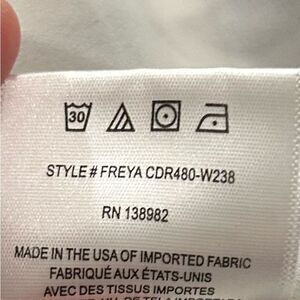 30
STYLE # FREYA CDR480-W238
RN 138982
MADE IN THE USA OF IMPORTED FABRIC
FABRIQUÉ AUX ÉTATS-UNIS
AVEC DES TISSUS IMPORTÉS